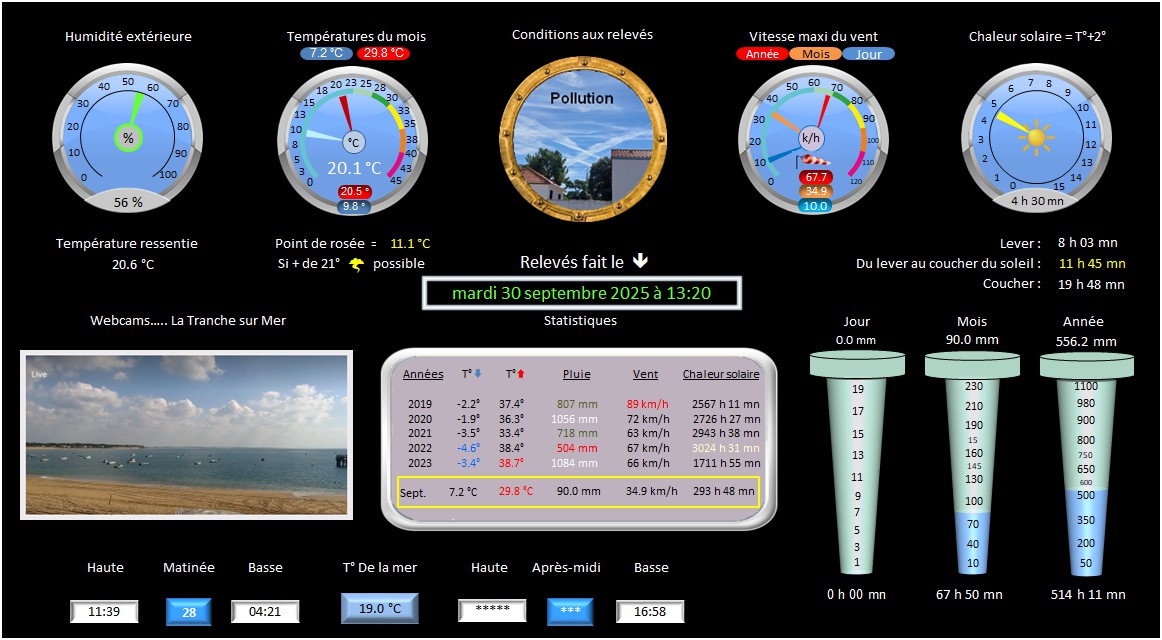 Humidité extérieure
Températures du mois
7.2 °C 29.8 °C
Conditions aux relevés
Vitesse maxi du vent
Année Mois Jour
Chaleur solaire = T°+2°
0 10 20 30 40 50 60 70 80 90 100
%
56 %
0 3 5 8 10 13 15 18 20 23 25 28 30 33 35 38 40 43 45
°C
20.1 °C
20.5 °
9.8 °
Pollution
0 10 20 30 40 50 60 70 80 90 100 110 120
k/h
67.7
34.9
10.0
0 1 2 3 4 5 6 7 8 9 10 11 12 13 14 15
4 h 30 mn
Température ressentie
20.6 °C
Point de rosée = 11.1 °C
Si + de 21° possible
Relevés fait le
mardi 30 septembre 2025 à 13:20
Lever : 8 h 03 mn
Du lever au coucher du soleil : 11 h 45 mn
Coucher : 19 h 48 mn
Webcams….. La Tranche sur Mer
Live
Statistiques
Années T° T° Pluie Vent Chaleur solaire
2019 -2.2° 37.4° 807 mm 89 km/h 2567 h 11 mn
2020 -1.9° 36.3° 1056 mm 72 km/h 2726 h 27 mn
2021 -3.5° 33.4° 718 mm 63 km/h 2943 h 38 mn
2022 -4.6° 38.4° 504 mm 67 km/h 3024 h 31 mn
2023 -3.4° 38.7° 1084 mm 66 km/h 1711 h 55 mn
Sept. 7.2 °C 29.8 °C 90.0 mm 34.9 km/h 293 h 48 mn
Jour
0.0 mm
19
17
15
13
11
9
7
5
3
1
0 h 00 mn
Mois
90.0 mm
230
210
190
15
160
145
130
100
70
40
10
67 h 50 mn
Année
556.2 mm
1100
980
900
800
750
650
600
500
350
200
50
514 h 11 mn
Haute Matinée Basse
11:39 28 04:21
T° De la mer
19.0 °C
Haute Après-midi Basse
***** *** 16:58